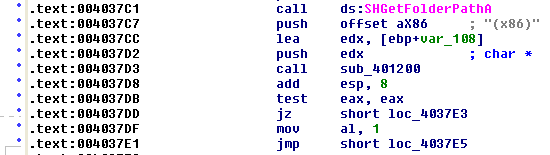 .text:004037C1 call ds:SHGetFolderPathA
.text:004037C7 push offset aX86 ; "(x86)"
.text:004037CC lea edx, [ebp+var_108]
.text:004037D2 push edx ; char *
.text:004037D3 call sub_401200
.text:004037D8 add esp, 8
.text:004037DB test eax, eax
.text:004037DD jz short loc_4037E3
.text:004037DF mov al, 1
.text:004037E1 jmp short loc_4037E5